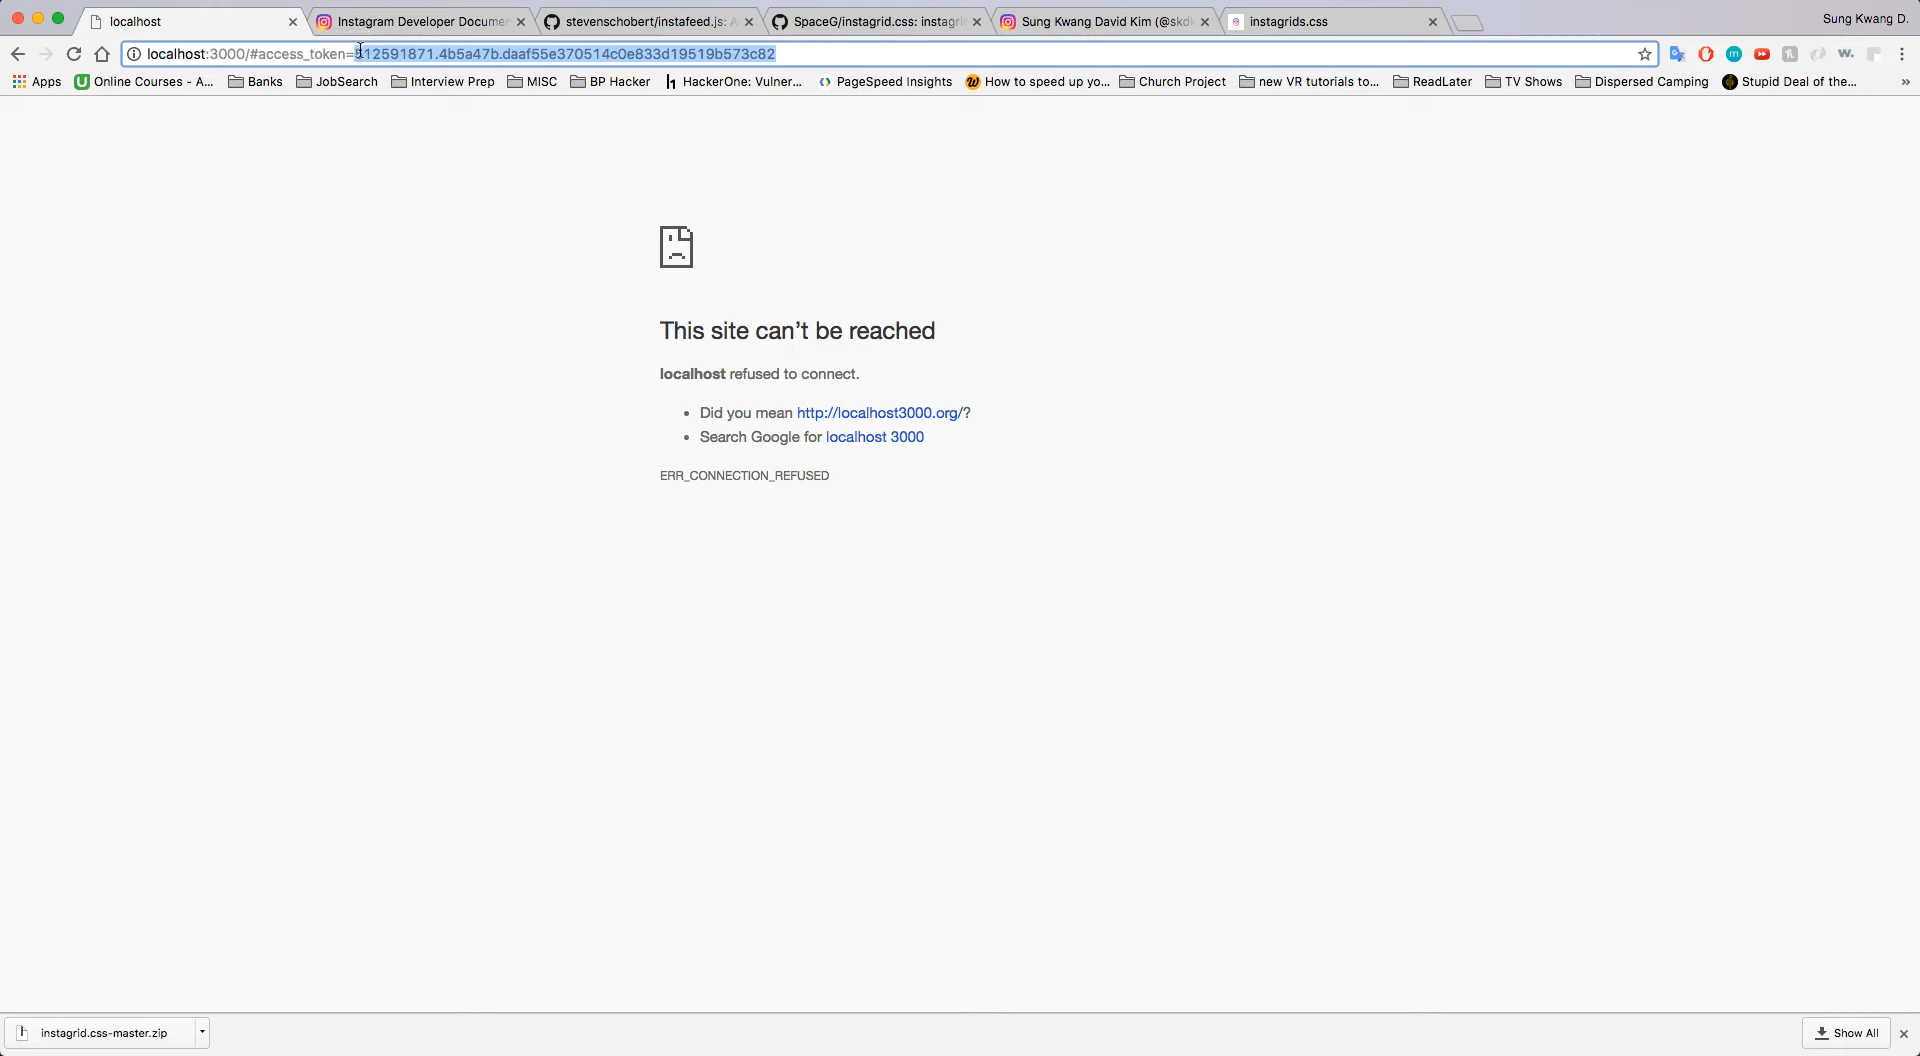 localhost
Instagram Developer Documen
stevenschobert/instafeed.js: A
SpaceG/instagrid.css: instagri
Sung Kwang David Kim (@skdk
instagrids.css
Sung Kwang D.
localhost:3000/#access_token=512591871.4b5a47b.daaf55e370514c0e833d19519b573c82
Apps
Online Courses - A...
Banks
JobSearch
Interview Prep
MISC
BP Hacker
HackerOne: Vulner...
PageSpeed Insights
How to speed up yo...
Church Project
new VR tutorials to...
ReadLater
TV Shows
Dispersed Camping
Stupid Deal of the...
»
This site can’t be reached
localhost refused to connect.
• Did you mean http://localhost3000.org/?
• Search Google for localhost 3000
ERR_CONNECTION_REFUSED
instagrid.css-master.zip
Show All